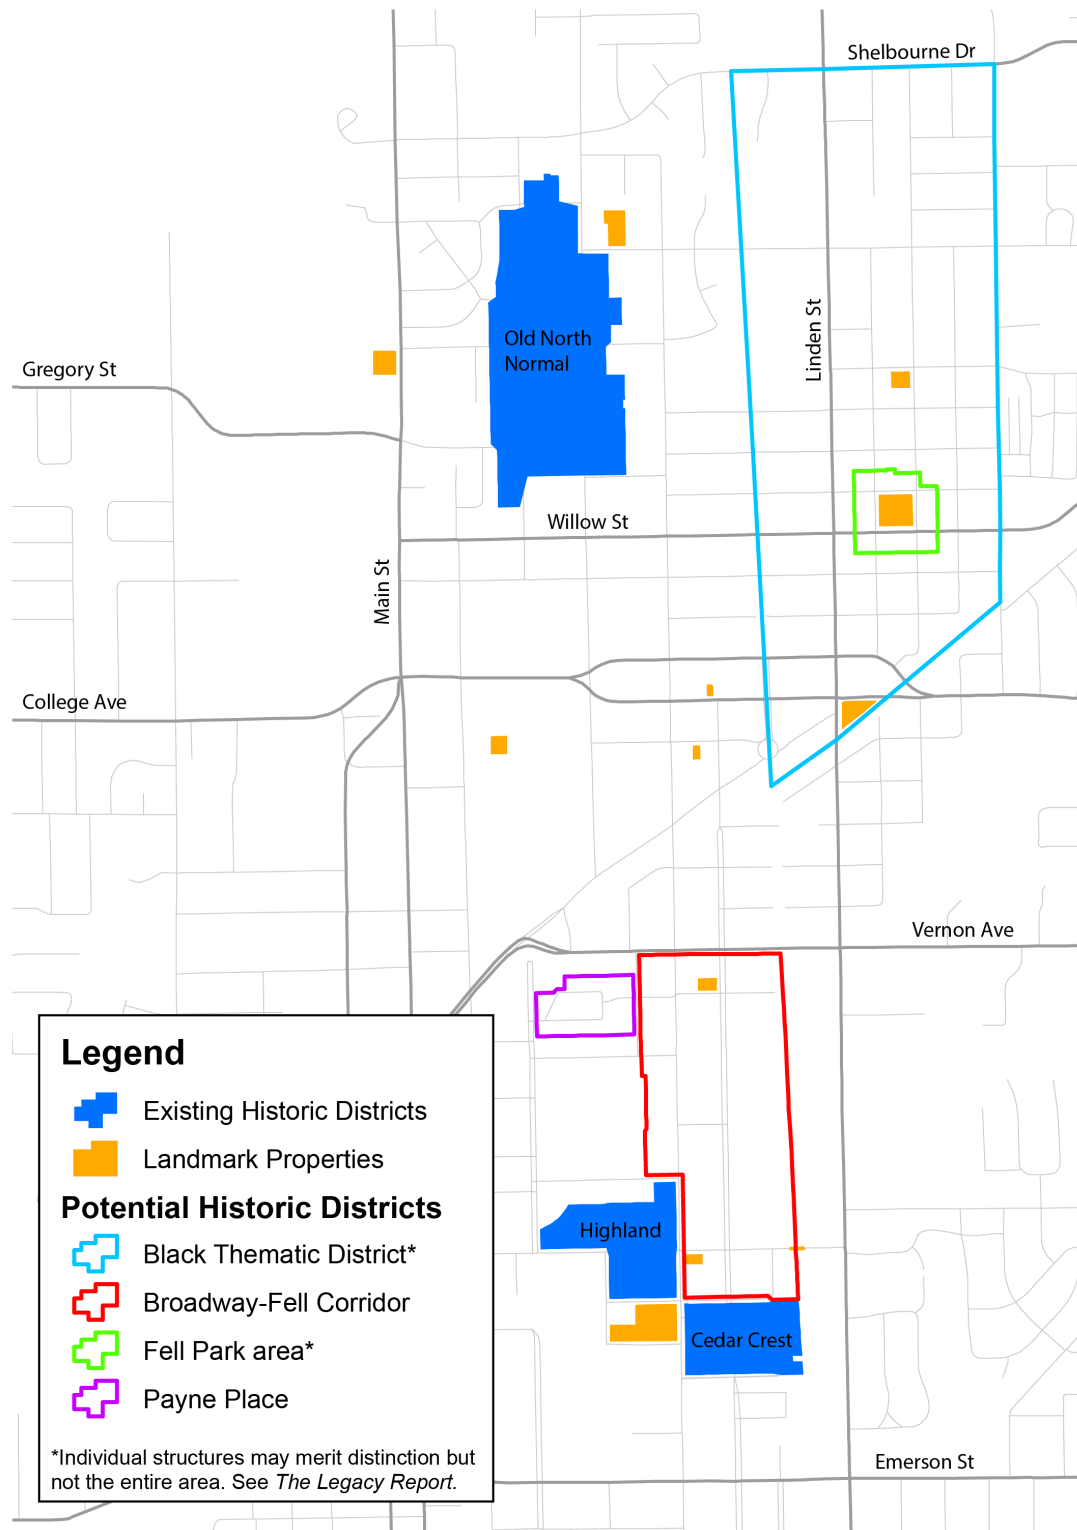 Shelbourne Dr
Linden St
Old North
Normal
Gregory St
Willow St
Main St
College Ave
Vernon Ave
Legend
Existing Historic Districts
Landmark Properties
Potential Historic Districts
Black Thematic District*
Broadway-Fell Corridor
Fell Park area*
Payne Place
*Individual structures may merit distinction but
not the entire area. See The Legacy Report.
Highland
Cedar Crest
Emerson St